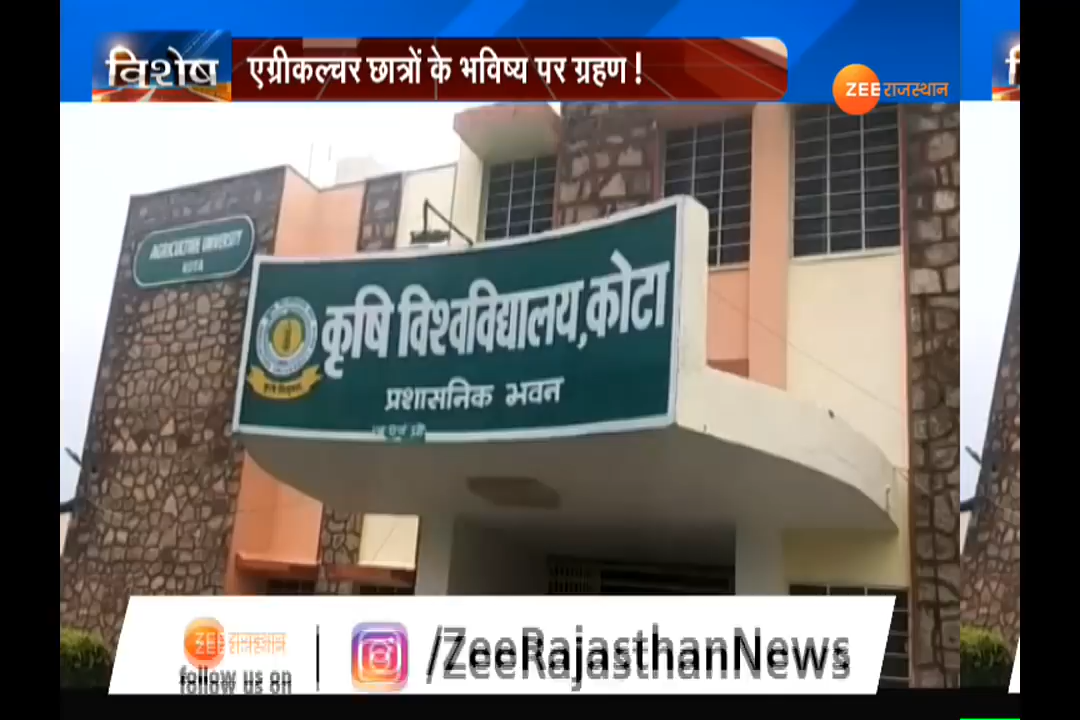 विशेष
एग्रीकल्चर छात्रों के भविष्य पर ग्रहण !
ZEE राजस्थान
AGRICULTURE UNIVERSITY
KOTA
कृषि विश्वविद्यालय, कोटा
प्रशासनिक भवन
ZEE राजस्थान
follow us on
/ZeeRajasthanNews